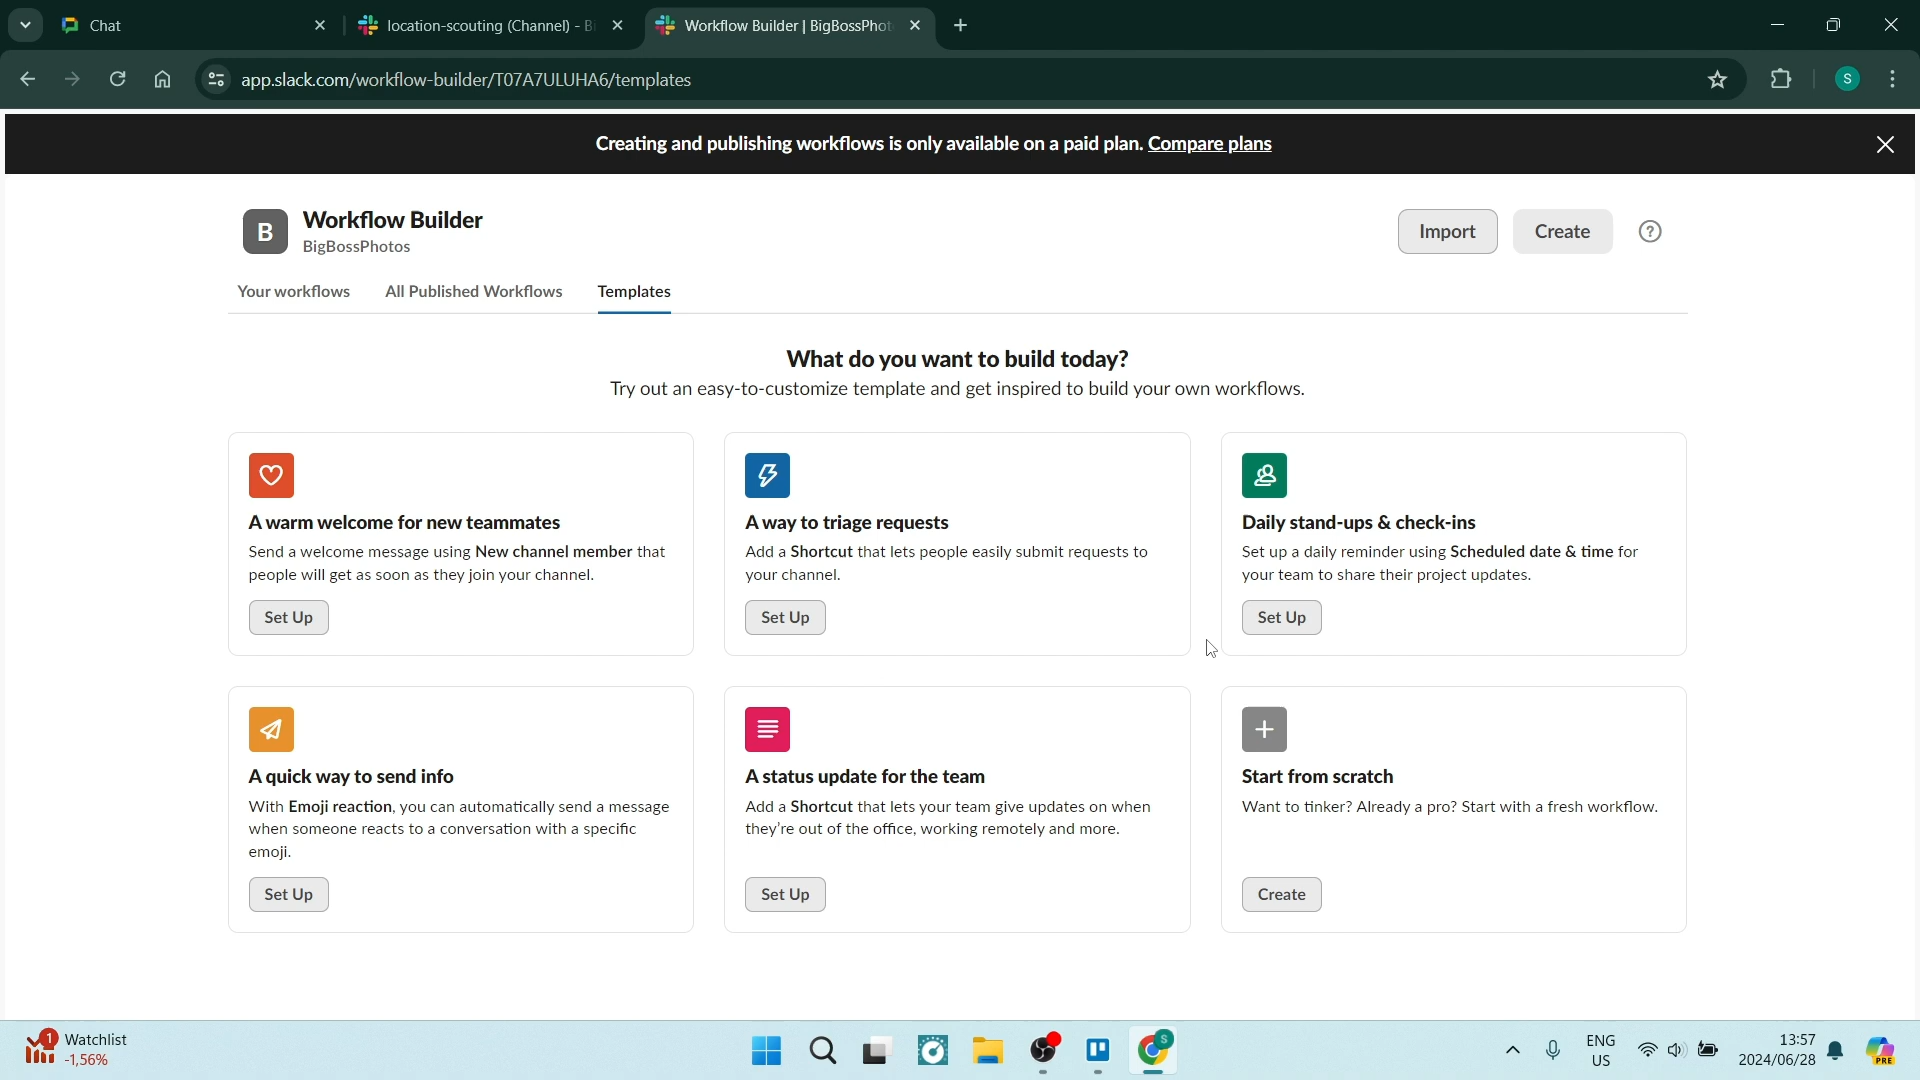 Chat
location-scouting (Channel) - Bi
Workflow Builder | BigBossPhot
app.slack.com/workflow-builder/T07A7ULUHA6/templates
S
Creating and publishing workflows is only available on a paid plan. Compare plans
B
Workflow Builder
BigBossPhotos
Import
Create
?
Your workflows
All Published Workflows
Templates
What do you want to build today?
Try out an easy-to-customize template and get inspired to build your own workflows.
A warm welcome for new teammates
Send a welcome message using New channel member that
people will get as soon as they join your channel.
Set Up
A way to triage requests
Add a Shortcut that lets people easily submit requests to
your channel.
Set Up
Daily stand-ups & check-ins
Set up a daily reminder using Scheduled date & time for
your team to share their project updates.
Set Up
A quick way to send info
With Emoji reaction, you can automatically send a message
when someone reacts to a conversation with a specific
emoji.
Set Up
A status update for the team
Add a Shortcut that lets your team give updates on when
they're out of the office, working remotely and more.
Set Up
Start from scratch
Want to tinker? Already a pro? Start with a fresh workflow.
Create
1
Watchlist
-1,56%
S
ENG
US
13:57
2024/06/28
PRE